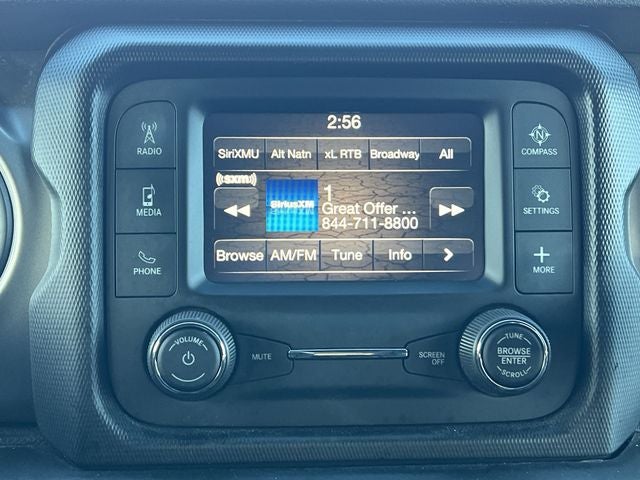 2:56
SiriXMU Alt Natn xL RTB Broadway All
((sxm))
SiriusXM
1
Great Offer ...
844-711-8800
Browse AM/FM Tune Info >
RADIO
MEDIA
PHONE
COMPASS
N
SETTINGS
MORE
VOLUME
MUTE
SCREEN
OFF
TUNE
BROWSE
ENTER
SCROLL